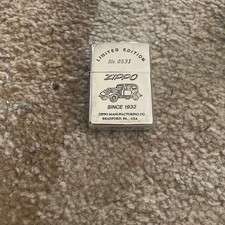 LIMITED EDITION
No. 0531
ZIPPO
SINCE 1932
ZIPPO MANUFACTURING CO.
BRADFORD, PA., USA